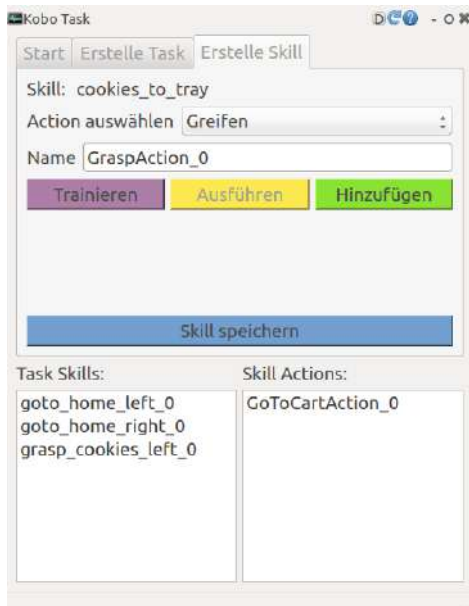 Kobo Task D - o ✖
Start Erstelle Task Erstelle Skill
Skill: cookies_to_tray
Action auswählen Greifen
Name GraspAction_0
Trainieren Ausführen Hinzufügen
Skill speichern
Task Skills: Skill Actions:
goto_home_left_0 GoToCartAction_0
goto_home_right_0
grasp_cookies_left_0